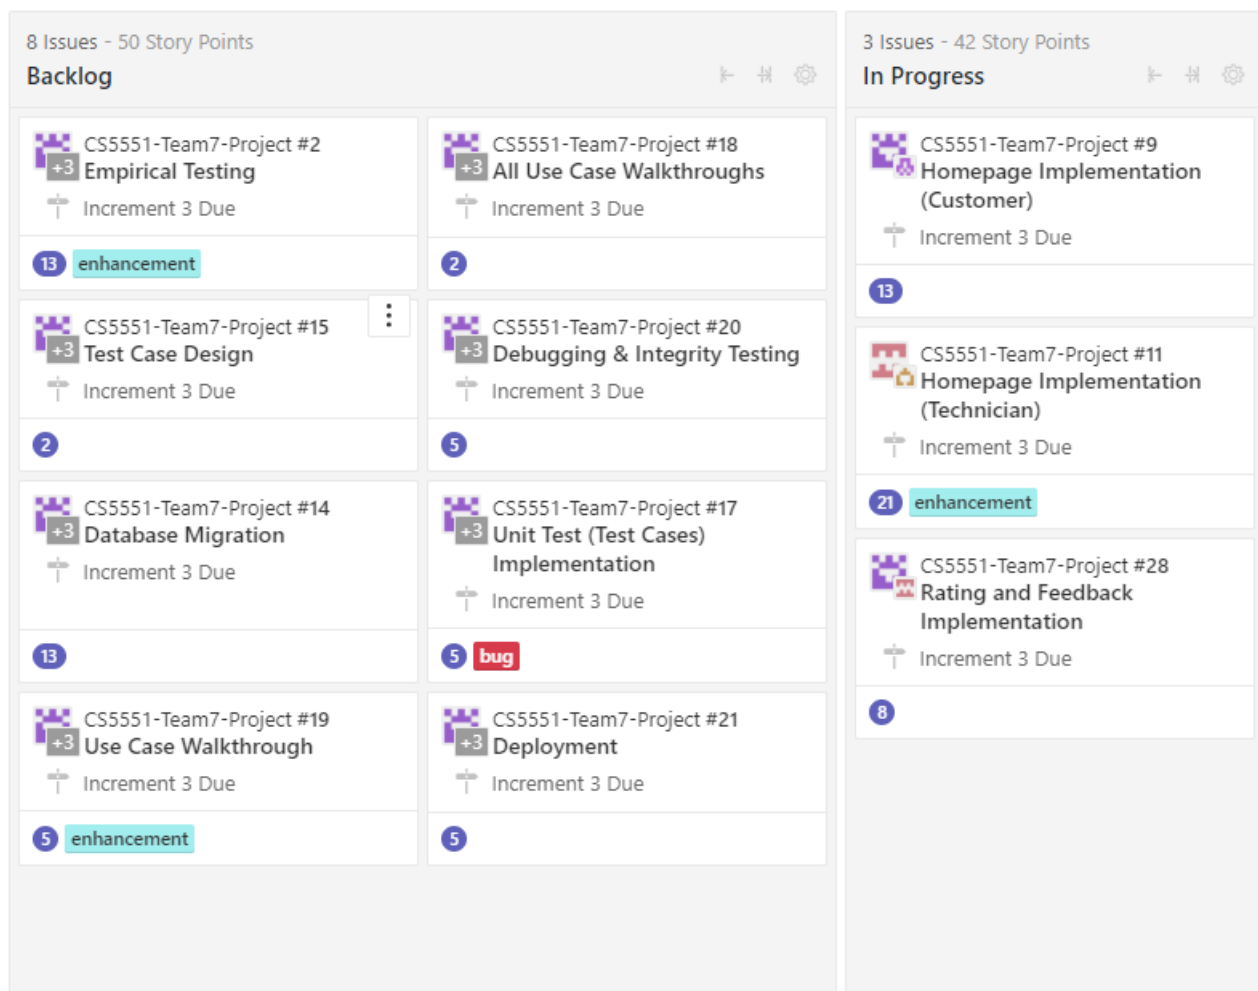 8 Issues - 50 Story Points
Backlog
CS5551-Team7-Project #2
+3
Empirical Testing
Increment 3 Due
13 enhancement
CS5551-Team7-Project #15
+3
Test Case Design
Increment 3 Due
2
CS5551-Team7-Project #14
+3
Database Migration
Increment 3 Due
13
CS5551-Team7-Project #19
+3
Use Case Walkthrough
Increment 3 Due
5 enhancement
CS5551-Team7-Project #18
+3
All Use Case Walkthroughs
Increment 3 Due
2
CS5551-Team7-Project #20
+3
Debugging & Integrity Testing
Increment 3 Due
5
CS5551-Team7-Project #17
+3
Unit Test (Test Cases)
Implementation
Increment 3 Due
5 bug
CS5551-Team7-Project #21
+3
Deployment
Increment 3 Due
5
3 Issues - 42 Story Points
In Progress
CS5551-Team7-Project #9
Homepage Implementation
(Customer)
Increment 3 Due
13
CS5551-Team7-Project #11
Homepage Implementation
(Technician)
Increment 3 Due
21 enhancement
CS5551-Team7-Project #28
Rating and Feedback
Implementation
Increment 3 Due
8